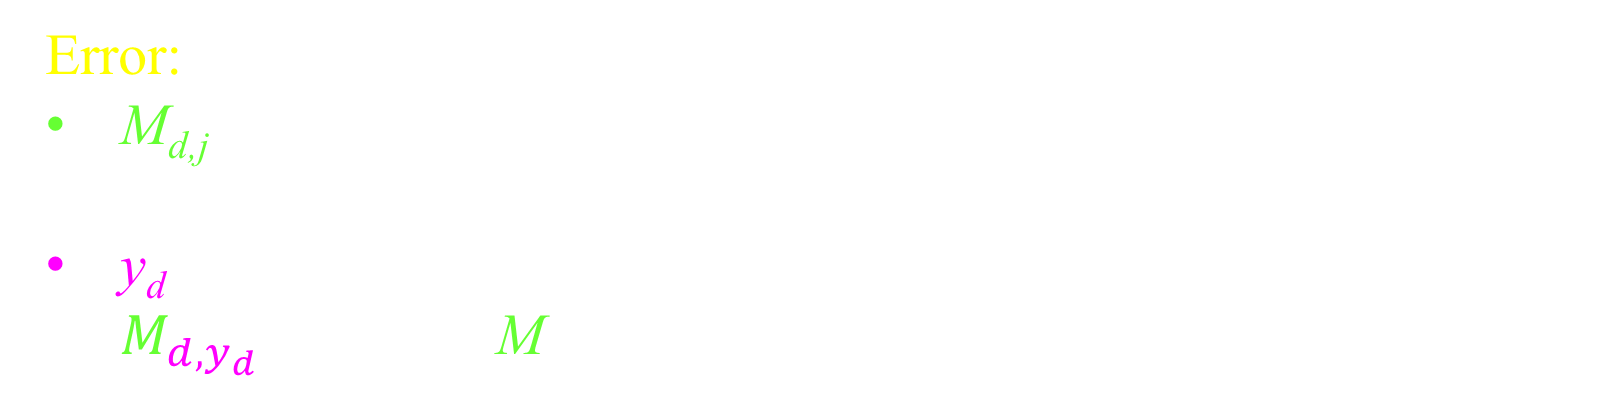 Error:
• M_{d,j}
• y_d
M_{d,y_d} M